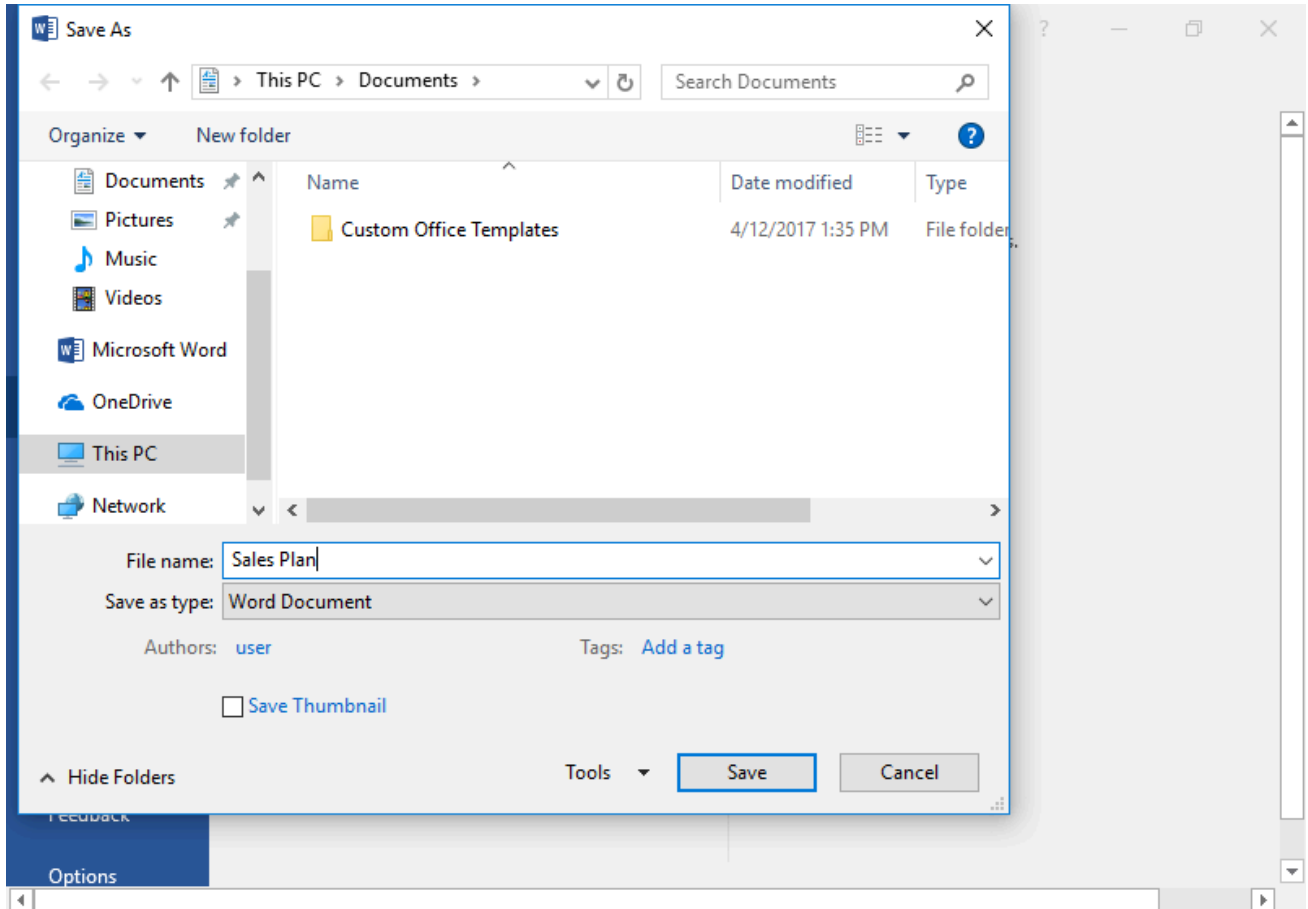 Save As
?
This PC > Documents >
Search Documents
Organize
New folder
?
Documents
Pictures
Music
Videos
Microsoft Word
OneDrive
This PC
Network
Name
Date modified
Type
Custom Office Templates
4/12/2017 1:35 PM
File folder
s.
File name: Sales Plan
Save as type: Word Document
Authors: user
Tags: Add a tag
Save Thumbnail
Hide Folders
Tools
Save
Cancel
Feedback
Options